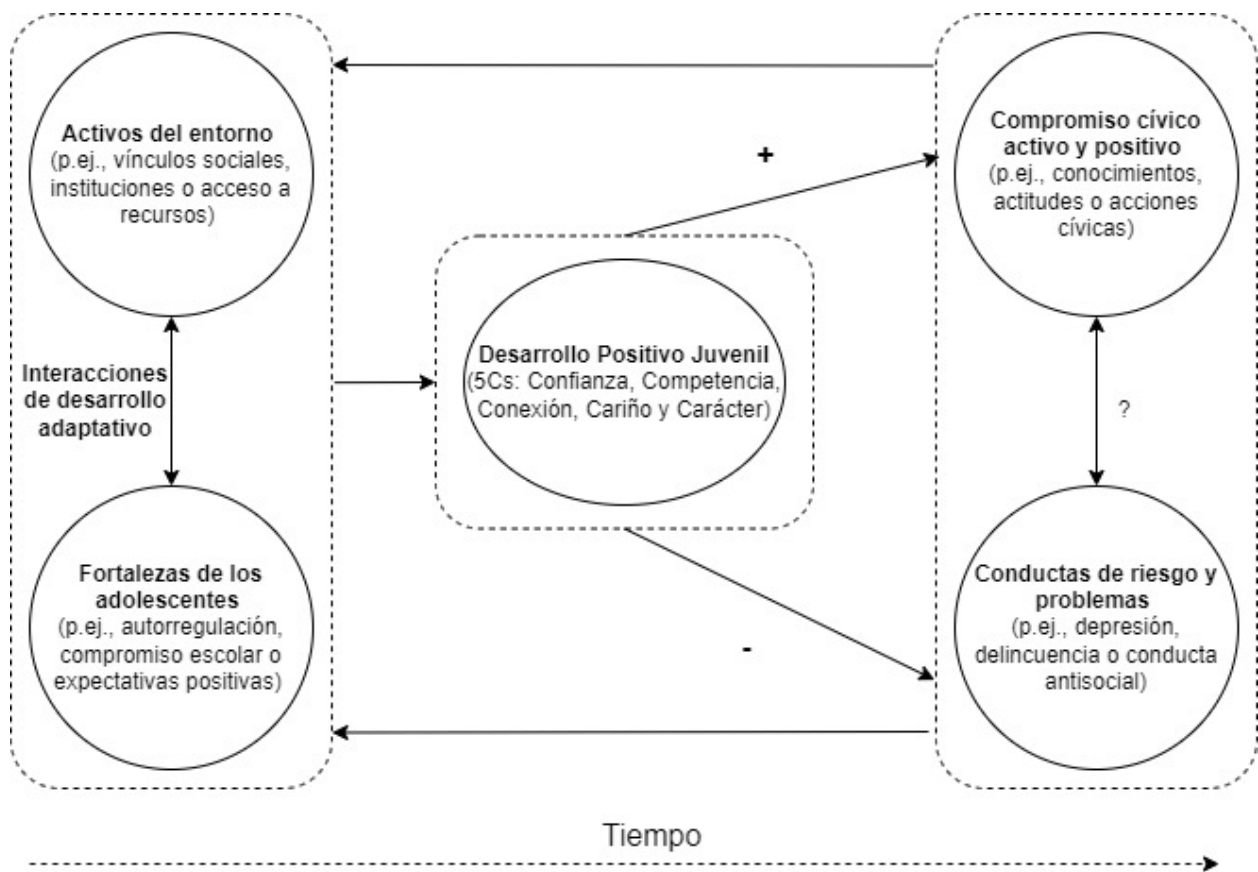 Activos del entorno
(p.ej., vínculos sociales,
instituciones o acceso a
recursos)
Interacciones
de desarrollo
adaptativo
Fortalezas de los
adolescentes
(p.ej., autorregulación,
compromiso escolar o
expectativas positivas)
Desarrollo Positivo Juvenil
(5Cs: Confianza, Competencia,
Conexión, Cariño y Carácter)
+
-
Compromiso cívico
activo y positivo
(p.ej., conocimientos,
actitudes o acciones
cívicas)
?
Conductas de riesgo y
problemas
(p.ej., depresión,
delincuencia o conducta
antisocial)
Tiempo